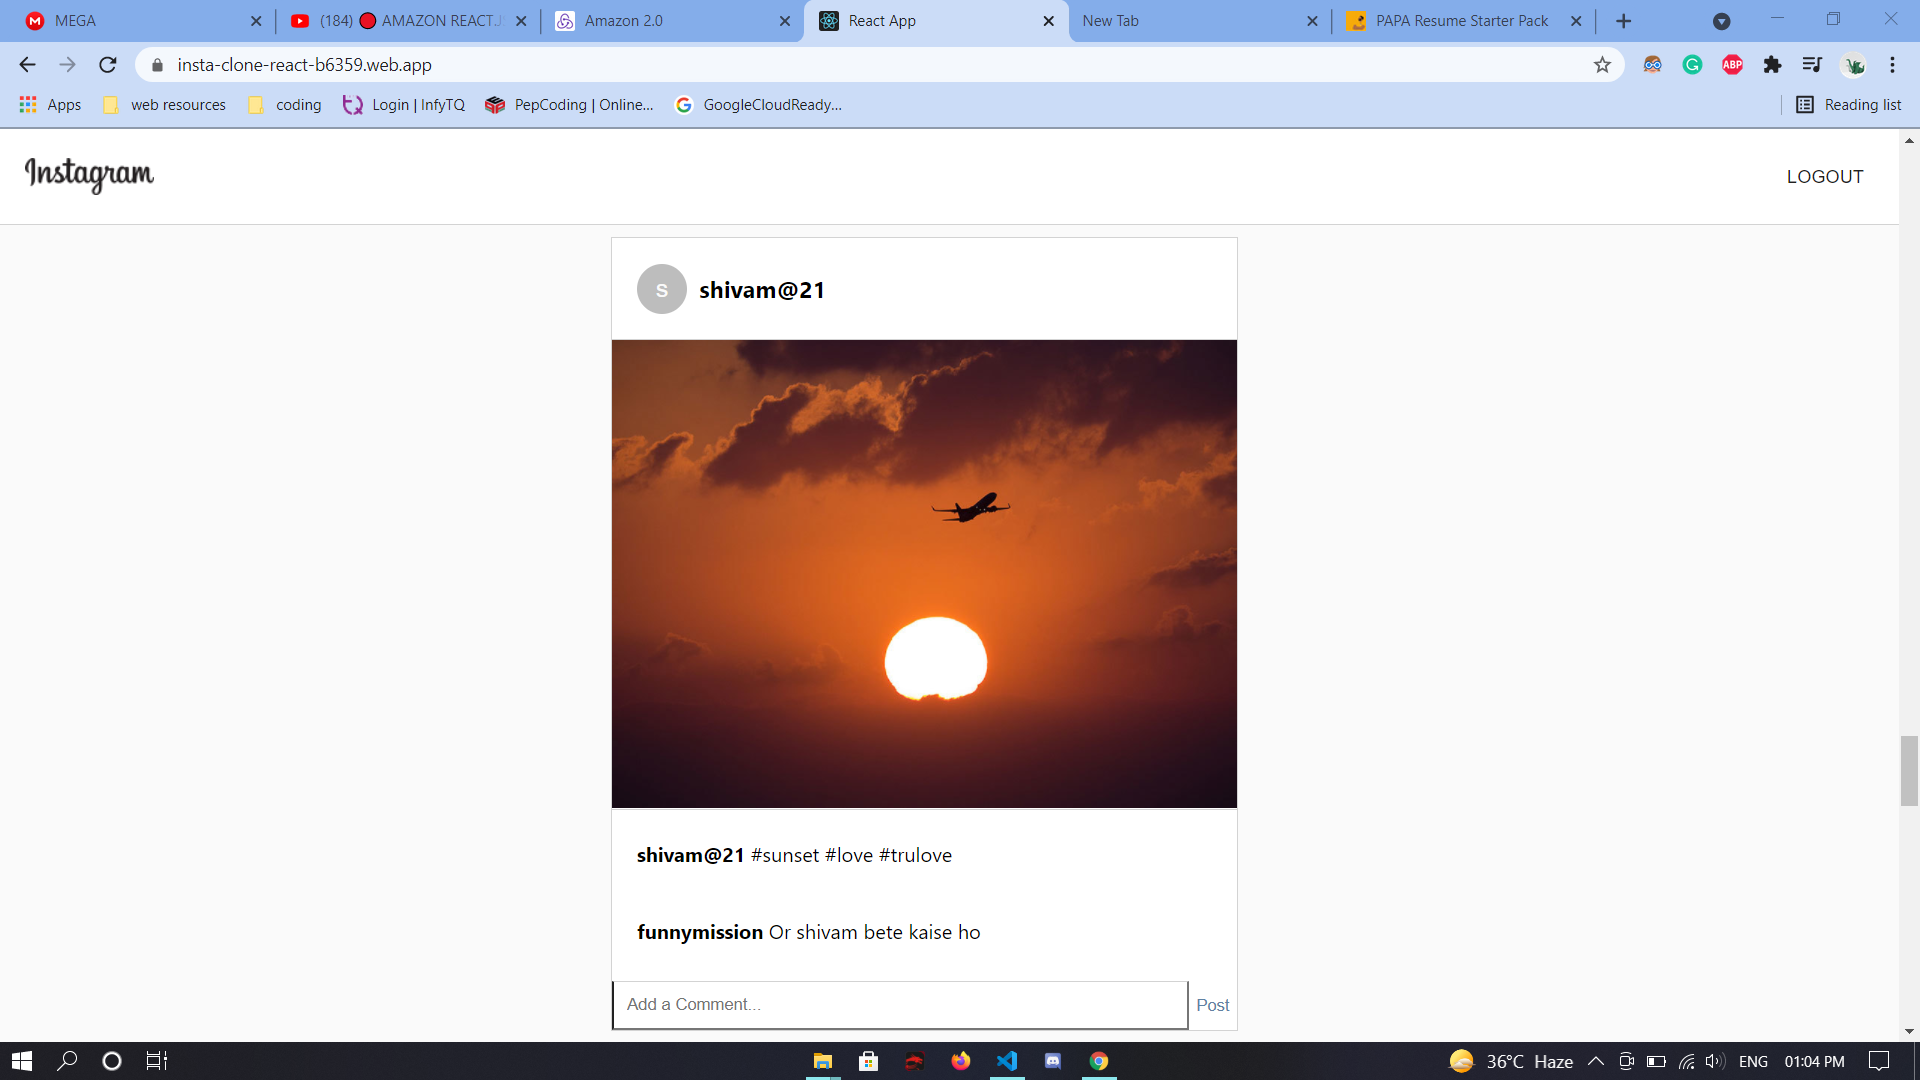 MEGA
(184) 🔴 AMAZON REACT.J
Amazon 2.0
React App
New Tab
PAPA Resume Starter Pack
insta-clone-react-b6359.web.app
ABP
Apps
web resources
coding
Login | InfyTQ
PepCoding | Online...
GoogleCloudReady...
Reading list
Instagram
LOGOUT
S
shivam@21
shivam@21 #sunset #love #trulove
funnymission Or shivam bete kaise ho
Add a Comment...
Post
36°C Haze
ENG
01:04 PM